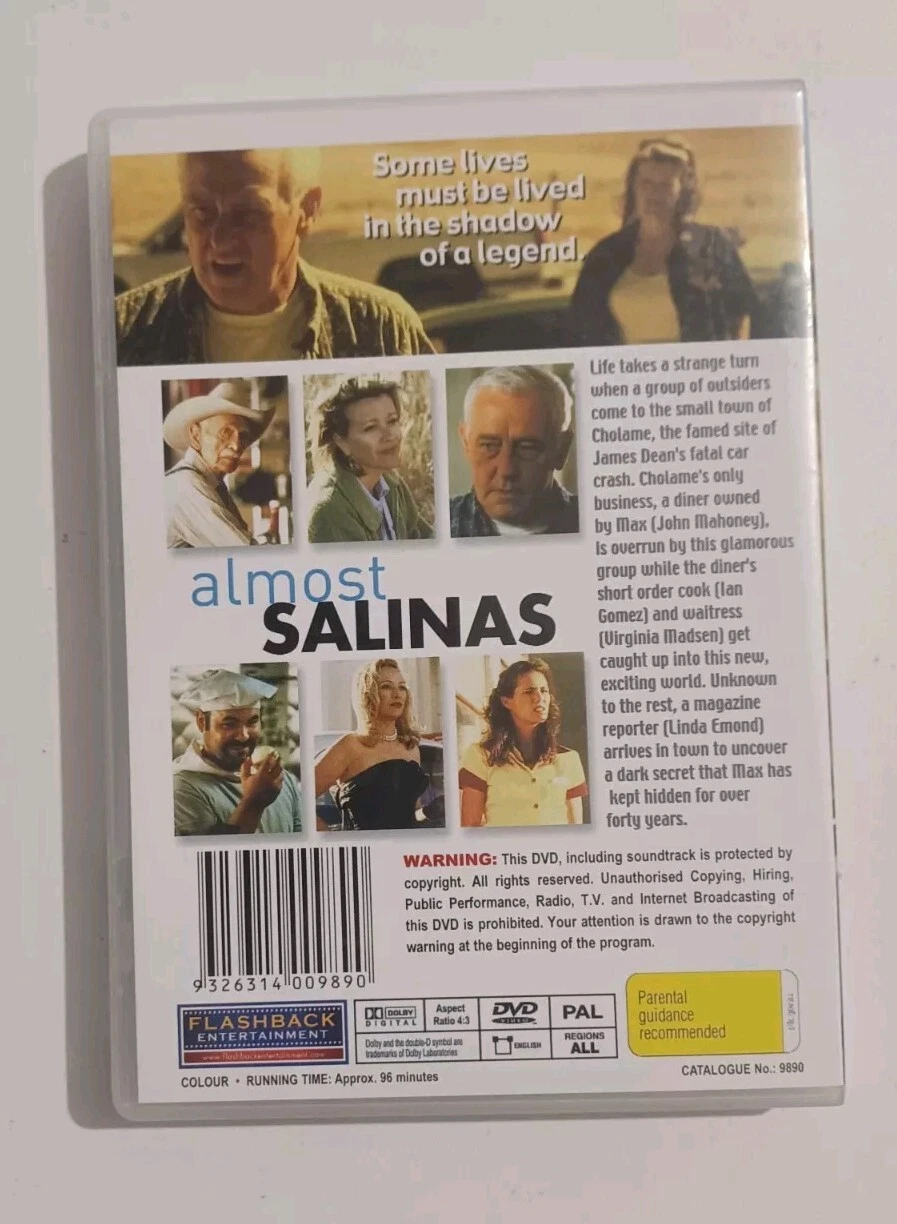 Some lives
must be lived
in the shadow
of a legend.
Life takes a strange turn
when a group of outsiders
come to the small town of
Cholame, the famed site of
James Dean's fatal car
crash. Cholame's only
business, a diner owned
by Max (John Mahoney),
Is overrun by this glamorous
group while the diner's
short order cook (Ian
Gomez) and waitress
(Virginia Madsen) get
caught up into this new,
exciting world. Unknown
to the rest, a magazine
reporter (Linda Emond)
arrives in town to uncover
a dark secret that Max has
kept hidden for over
forty years.
almost
SALINAS
WARNING: This DVD, including soundtrack is protected by
copyright. All rights reserved. Unauthorised Copying, Hiring,
Public Performance, Radio, T.V. and Internet Broadcasting of
this DVD is prohibited. Your attention is drawn to the copyright
warning at the beginning of the program.
9 326314 009890
FLASHBACK
ENTERTAINMENT
www.flashbackentertainment.com
DOLBY
DIGITAL
Dolby and the double-D symbol are
trademarks of Dolby Laboratories
Aspect
Ratio 4:3
DVD
VIDEO
PAL
ENGLISH
REGIONS
ALL
Parental
guidance
recommended
COLOUR • RUNNING TIME: Approx. 96 minutes
CATALOGUE No.: 9890